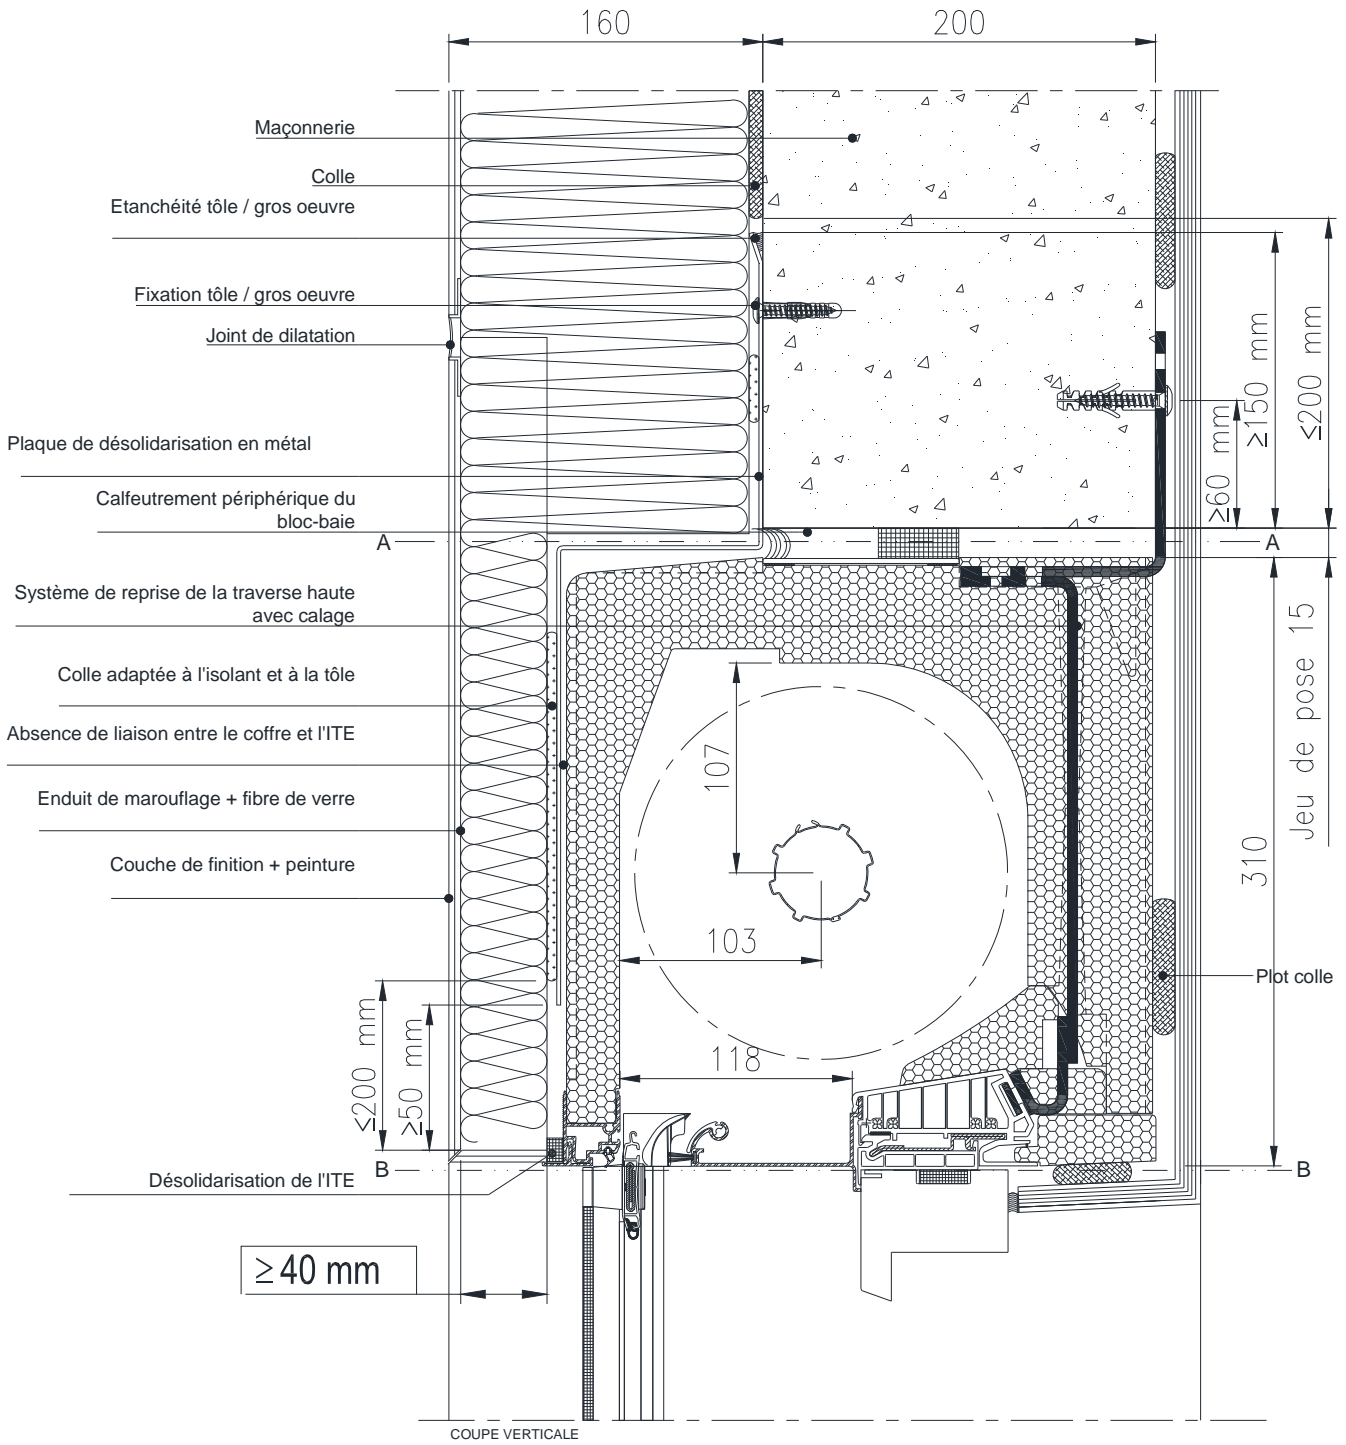 160
200
Maçonnerie
Colle
Etanchéité tôle / gros oeuvre
Fixation tôle / gros oeuvre
Joint de dilatation
≥150 mm
≤200 mm
≥60 mm
Plaque de désolidarisation en métal
Calfeutrement périphérique du
bloc-baie
A
A
Système de reprise de la traverse haute
avec calage
Jeu de pose 15
Colle adaptée à l'isolant et à la tôle
Absence de liaison entre le coffre et l'ITE
107
Enduit de marouflage + fibre de verre
Couche de finition + peinture
310
103
Plot colle
≤200 mm
≥50 mm
118
B
B
Désolidarisation de l'ITE
≥40 mm
COUPE VERTICALE